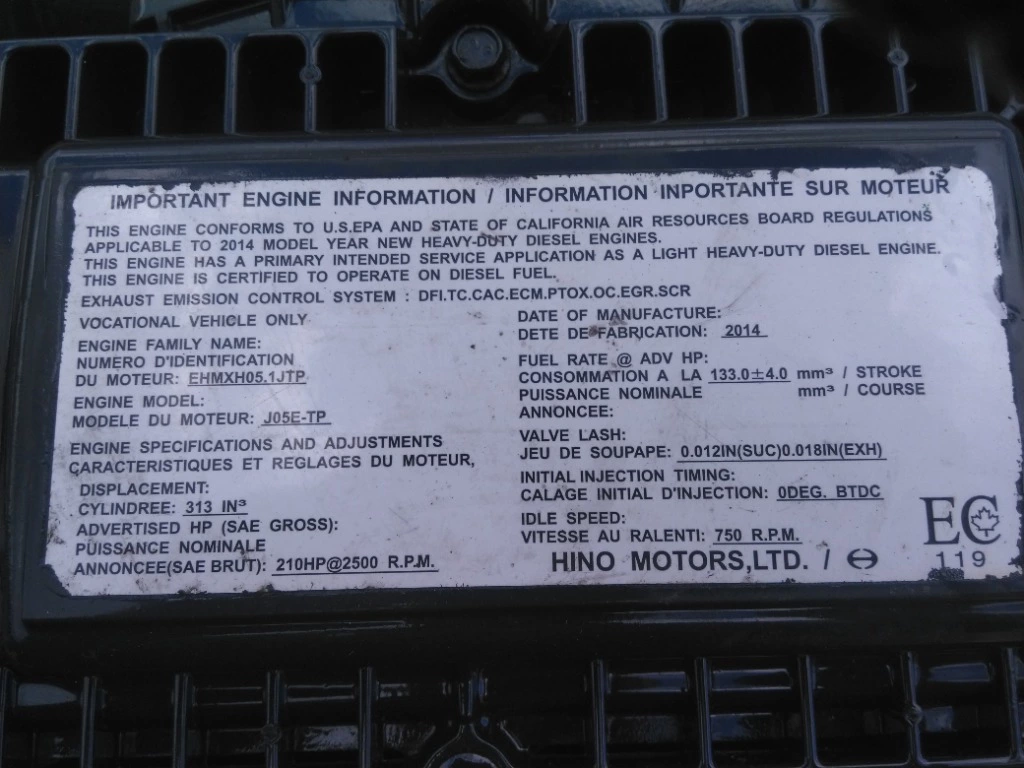 IMPORTANT ENGINE INFORMATION / INFORMATION INPORTANTE SUR MOTEUR
THIS ENGINE CONFORMS TO U.S.EPA AND STATE OF CALIFORNIA AIR RESOURCES BOARD REGULATIONS
APPLICABLE TO 2014 MODEL YEAR NEW HEAVY-DUTY DIESEL ENGINES.
THIS ENGINE HAS A PRIMARY INTENDED SERVICE APPLICATION AS A LIGHT HEAVY-DUTY DIESEL ENGINE.
THIS ENGINE IS CERTIFIED TO OPERATE ON DIESEL FUEL.
EXHAUST EMISSION CONTROL SYSTEM : DFI.TC.CAC.ECM.PTOX.OC.EGR.SCR
VOCATIONAL VEHICLE ONLY
ENGINE FAMILY NAME:
NUMERO D'IDENTIFICATION
DU MOTEUR: EHMXH05.1JTP
ENGINE MODEL:
MODELE DU MOTEUR: J05E-TP
ENGINE SPECIFICATIONS AND ADJUSTMENTS
CARACTERISTIQUES ET REGLAGES DU MOTEUR,
DISPLACEMENT:
CYLINDREE: 313 IN³
ADVERTISED HP (SAE GROSS):
PUISSANCE NOMINALE
ANNONCEE(SAE BRUT): 210HP@2500 R.P.M.
DATE OF MANUFACTURE:
DETE DE FABRICATION: 2014
FUEL RATE @ ADV HP:
CONSOMMATION A LA 133.0±4.0 mm³ / STROKE
PUISSANCE NOMINALE mm³ / COURSE
ANNONCEE:
VALVE LASH:
JEU DE SOUPAPE: 0.012IN(SUC)0.018IN(EXH)
INITIAL INJECTION TIMING:
CALAGE INITIAL D'INJECTION: 0DEG. BTDC
IDLE SPEED:
VITESSE AU RALENTI: 750 R.P.M.
HINO MOTORS,LTD. /
EC
119